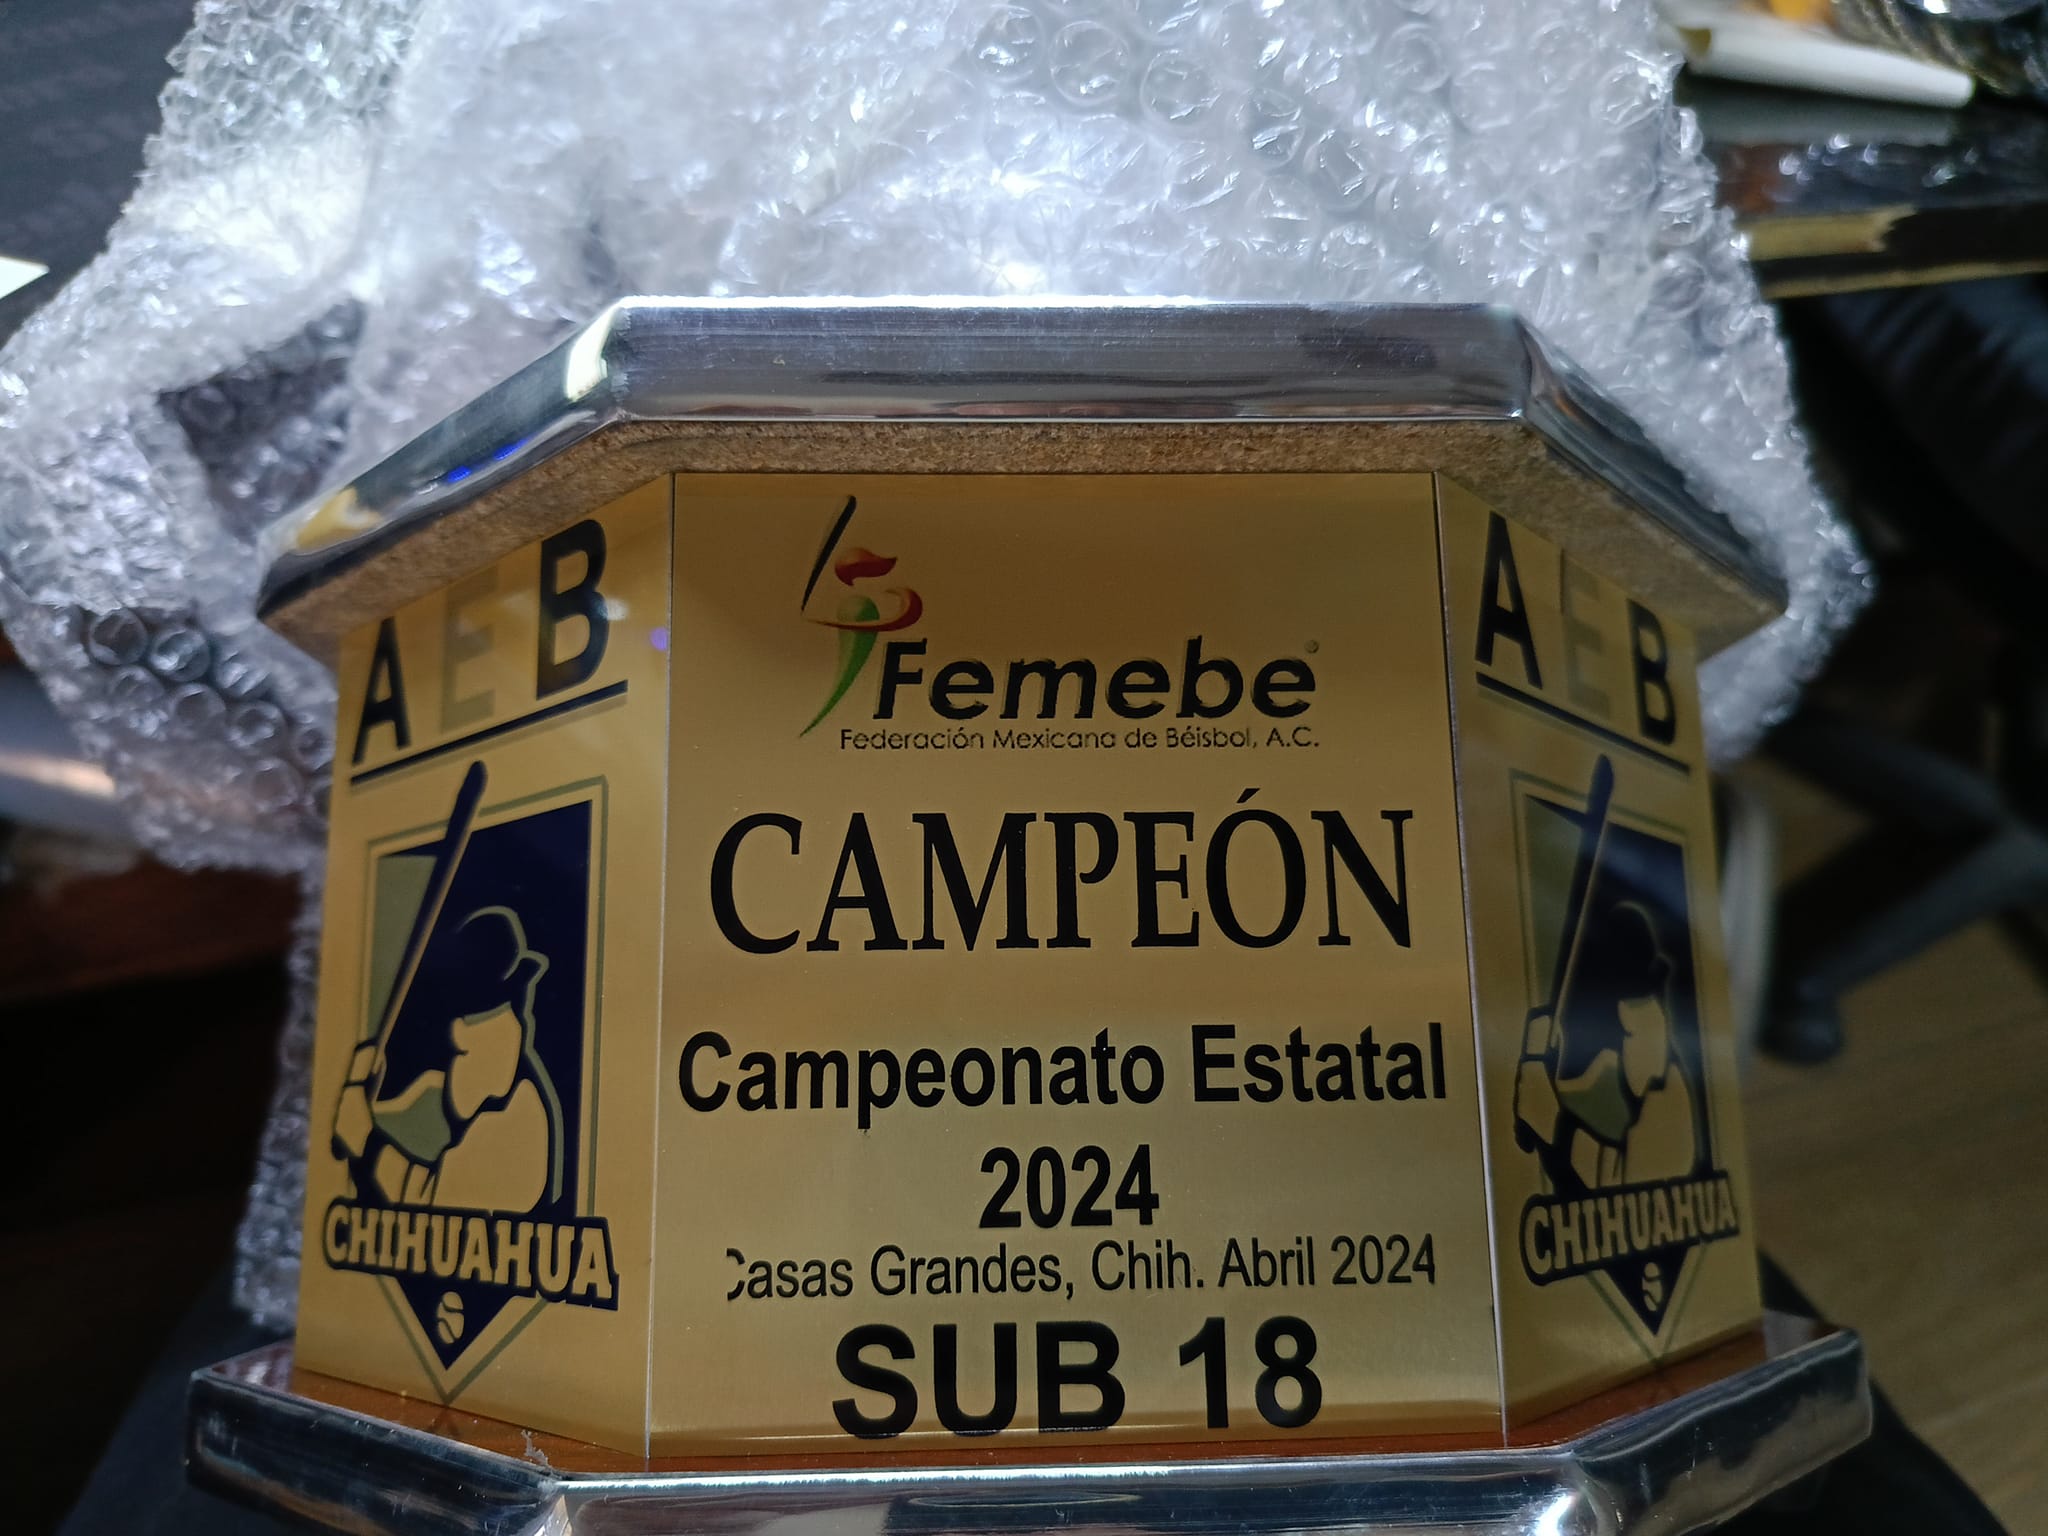 AEB
CHIHUAHUA
Femebe
Federación Mexicana de Béisbol, A.C.
CAMPEÓN
Campeonato Estatal
2024
Casas Grandes, Chih. Abril 2024
SUB 18
AEB
CHIHUAHUA